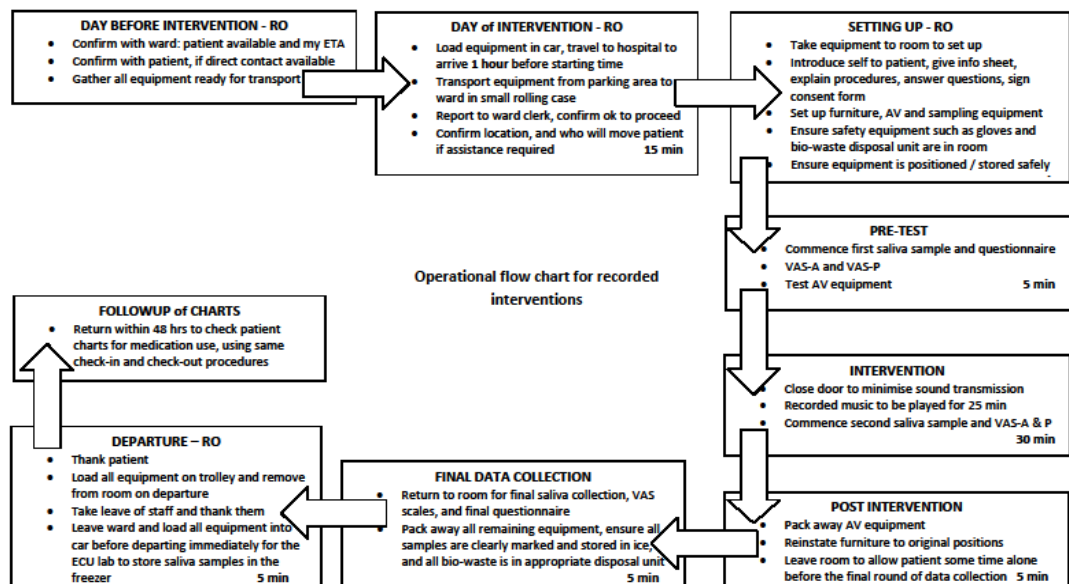 DAY BEFORE INTERVENTION - RO
• Confirm with ward: patient available and my ETA
• Confirm with patient, if direct contact available
• Gather all equipment ready for transport
DAY of INTERVENTION - RO
• Load equipment in car, travel to hospital to
arrive 1 hour before starting time
• Transport equipment from parking area to
ward in small rolling case
• Report to ward clerk, confirm ok to proceed
• Confirm location, and who will move patient
if assistance required 15 min
SETTING UP - RO
• Take equipment to room to set up
• Introduce self to patient, give info sheet,
explain procedures, answer questions, sign
consent form
• Set up furniture, AV and sampling equipment
• Ensure safety equipment such as gloves and
bio-waste disposal unit are in room
• Ensure equipment is positioned / stored safely
PRE-TEST
• Commence first saliva sample and questionnaire
• VAS-A and VAS-P
• Test AV equipment 5 min
Operational flow chart for recorded
interventions
INTERVENTION
• Close door to minimise sound transmission
• Recorded music to be played for 25 min
• Commence second saliva sample and VAS-A & P
30 min
POST INTERVENTION
• Pack away AV equipment
• Reinstate furniture to original positions
• Leave room to allow patient some time alone
before the final round of data collection 5 min
FINAL DATA COLLECTION
• Return to room for final saliva collection, VAS
scales, and final questionnaire
• Pack away all remaining equipment, ensure all
samples are clearly marked and stored in ice,
and all bio-waste is in appropriate disposal unit
5 min
DEPARTURE – RO
• Thank patient
• Load all equipment on trolley and remove
from room on departure
• Take leave of staff and thank them
• Leave ward and load all equipment into
car before departing immediately for the
ECU lab to store saliva samples in the
freezer 5 min
FOLLOWUP of CHARTS
• Return within 48 hrs to check patient
charts for medication use, using same
check-in and check-out procedures